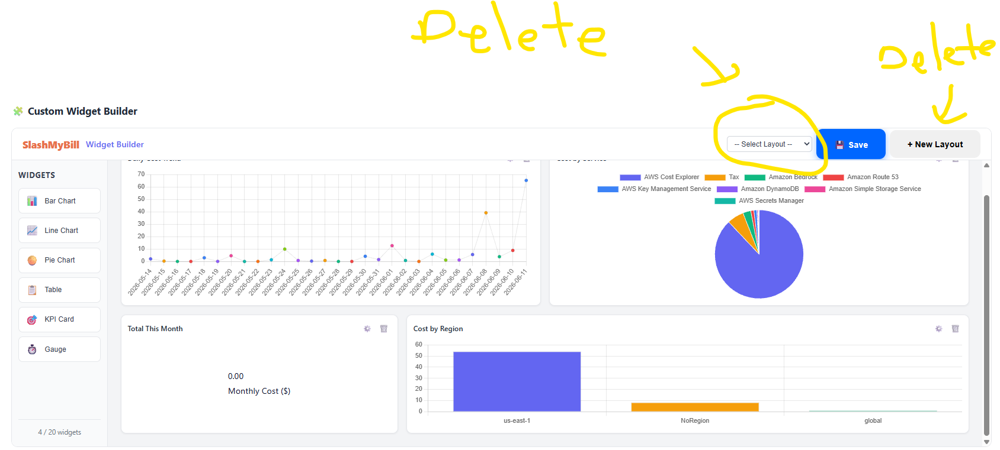 Delete
Delete
Custom Widget Builder
SlashMyBill Widget Builder
-- Select Layout --
Save
+ New Layout
WIDGETS
Bar Chart
Line Chart
Pie Chart
Table
KPI Card
Gauge
4 / 20 widgets
Daily Cost Trend
70
60
50
40
30
20
10
0
2026-05-14
2026-05-15
2026-05-16
2026-05-17
2026-05-18
2026-05-19
2026-05-20
2026-05-21
2026-05-22
2026-05-23
2026-05-24
2026-05-25
2026-05-26
2026-05-27
2026-05-28
2026-05-29
2026-05-30
2026-05-31
2026-06-01
2026-06-02
2026-06-03
2026-06-04
2026-06-05
2026-06-06
2026-06-07
2026-06-08
2026-06-09
2026-06-10
2026-06-11
Cost by Service
AWS Cost Explorer Tax Amazon Bedrock Amazon Route 53
AWS Key Management Service Amazon DynamoDB Amazon Simple Storage Service
AWS Secrets Manager
Total This Month
0.00
Monthly Cost ($)
Cost by Region
60
50
40
30
20
10
0
us-east-1 NoRegion global